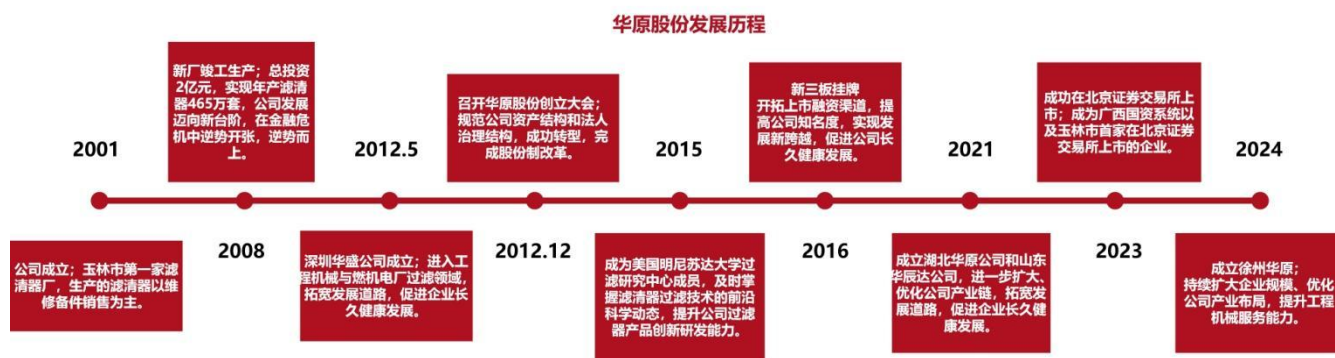 华原股份发展历程
2001
公司成立；玉林市第一家滤
清器厂，生产的滤清器以维
修备件销售为主。
新厂竣工生产；总投资
2亿元，实现年产滤清
器465万套，公司发展
迈向新台阶，在金融危
机中逆势开张，逆势而
上。
2008
2012.5
深圳华盛公司成立；进入工
程机械与燃机电厂过滤领域，
拓宽发展道路，促进企业长
久健康发展。
召开华原股份创立大会；
规范公司资产结构和法人
治理结构，成功转型，完
成股份制改革。
2012.12
2015
成为美国明尼苏达大学过
滤研究中心成员，及时掌
握滤清器过滤技术的前沿
科学动态，提升公司过滤
器产品创新研发能力。
新三板挂牌
开拓上市融资渠道，提
高公司知名度，实现发
展新跨越，促进公司长
久健康发展。
2016
2021
成立湖北华原公司和山东
华辰达公司，进一步扩大、
优化公司产业链，拓宽发
展道路，促进企业长久健
康发展。
成功在北京证券交易所上
市；成为广西国资系统以
及玉林市首家在北京证券
交易所上市的企业。
2023
2024
成立徐州华原；
持续扩大企业规模、优化
公司产业布局，提升工程
机械服务能力。